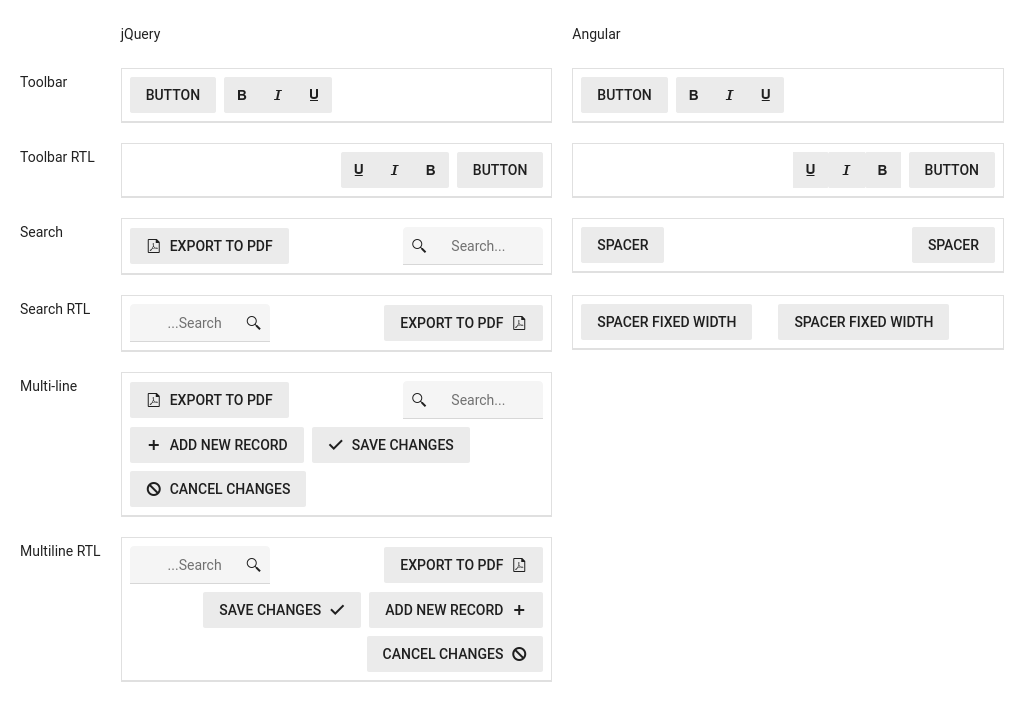 jQuery Angular
Toolbar BUTTON B I U BUTTON B I U
Toolbar RTL U I B BUTTON U I B BUTTON
Search EXPORT TO PDF Search... SPACER SPACER
Search RTL ...Search EXPORT TO PDF SPACER FIXED WIDTH SPACER FIXED WIDTH
Multi-line EXPORT TO PDF Search...
ADD NEW RECORD SAVE CHANGES
CANCEL CHANGES
Multiline RTL ...Search EXPORT TO PDF
SAVE CHANGES ADD NEW RECORD
CANCEL CHANGES